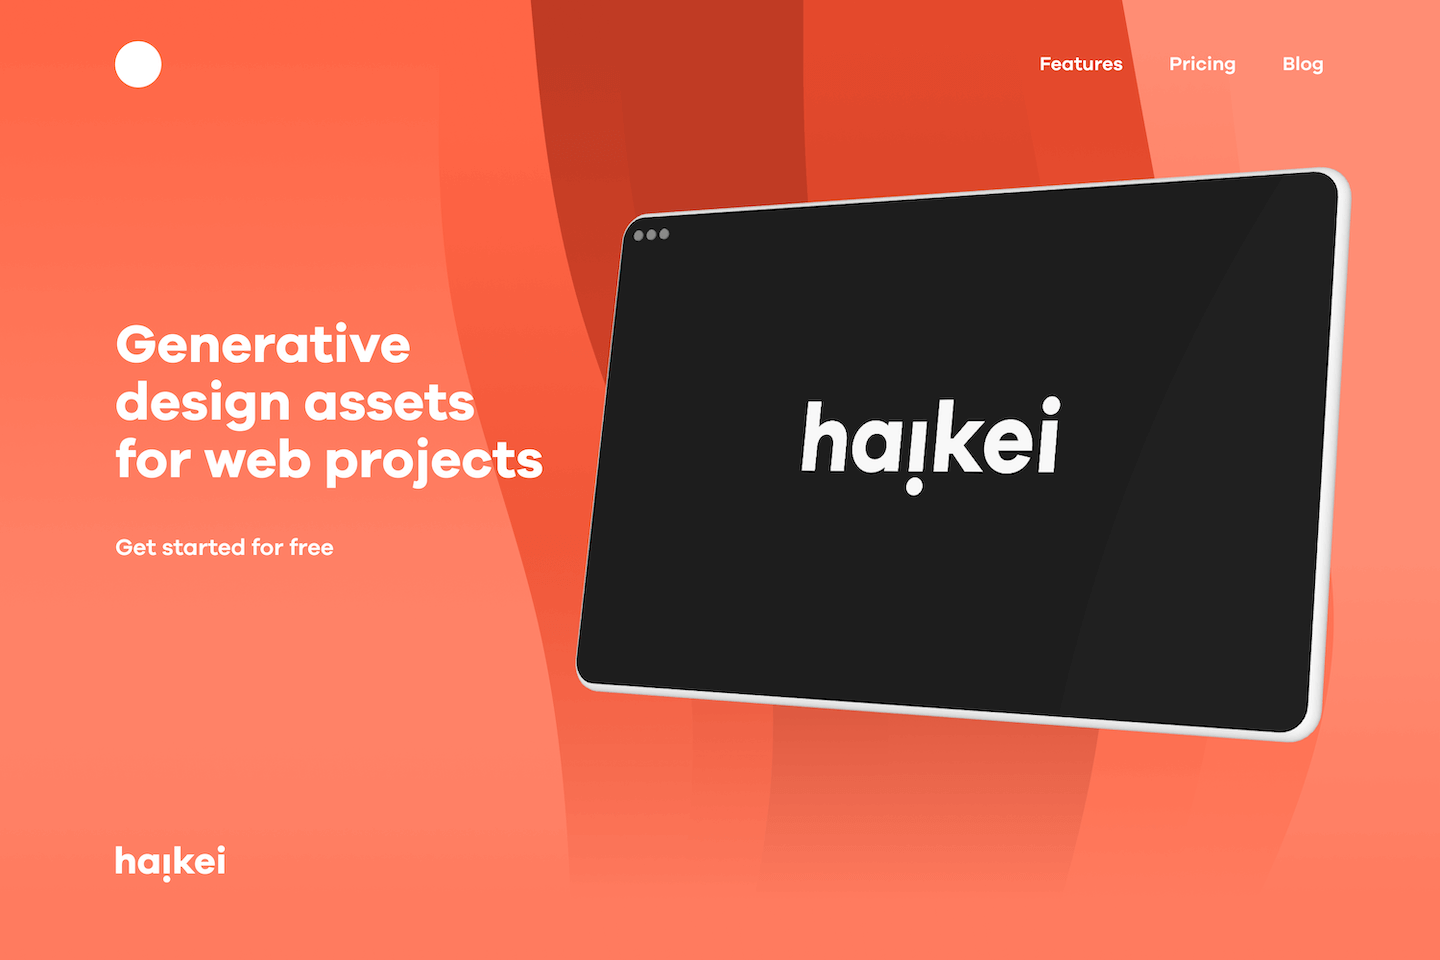 Features Pricing Blog
Generative
design assets
for web projects
Get started for free
haikei
haikei